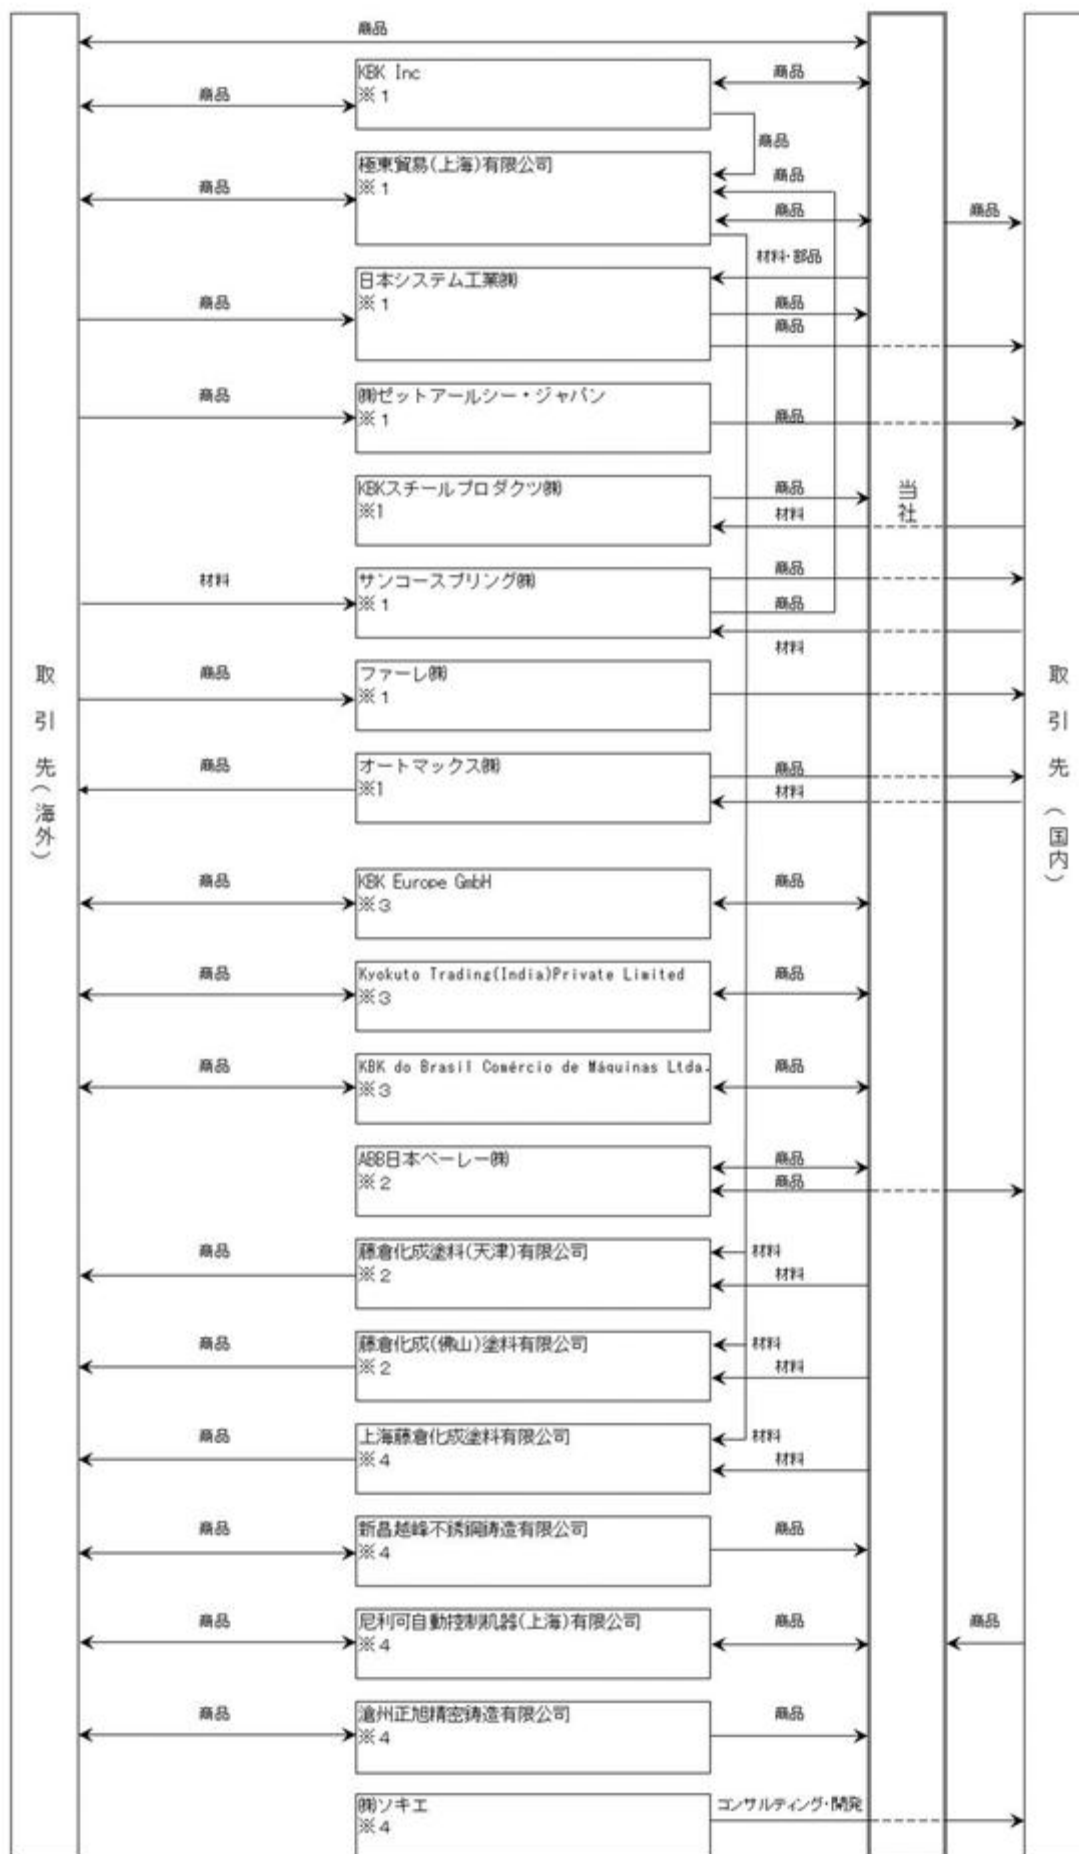 商品
KBK Inc
※1
商品
商品
商品
極東貿易(上海)有限公司
※1
商品
商品
商品
商品
材料・部品
日本システム工業㈱
※1
商品
商品
商品
㈱ゼットアールシー・ジャパン
※1
商品
商品
KBKスチールプロダクツ㈱
※1
商品
材料
当社
サンコースプリング㈱
※1
材料
商品
商品
材料
取引先(海外)
取引先(国内)
ファーレ㈱
※1
商品
オートマックス㈱
※1
商品
商品
材料
KBK Europe GmbH
※3
商品
商品
Kyokuto Trading(India)Private Limited
※3
商品
商品
KBK do Brasil Comércio de Máquinas Ltda.
※3
商品
商品
ABB日本ベーレー㈱
※2
商品
商品
藤倉化成塗料(天津)有限公司
※2
商品
材料
材料
藤倉化成(佛山)塗料有限公司
※2
商品
材料
材料
上海藤倉化成塗料有限公司
※4
商品
材料
材料
新昌越峰不銹鋼鋳造有限公司
※4
商品
商品
尼利可自動控制机器(上海)有限公司
※4
商品
商品
商品
滄州正旭精密鋳造有限公司
※4
商品
商品
㈱ソキエ
※4
コンサルティング・開発